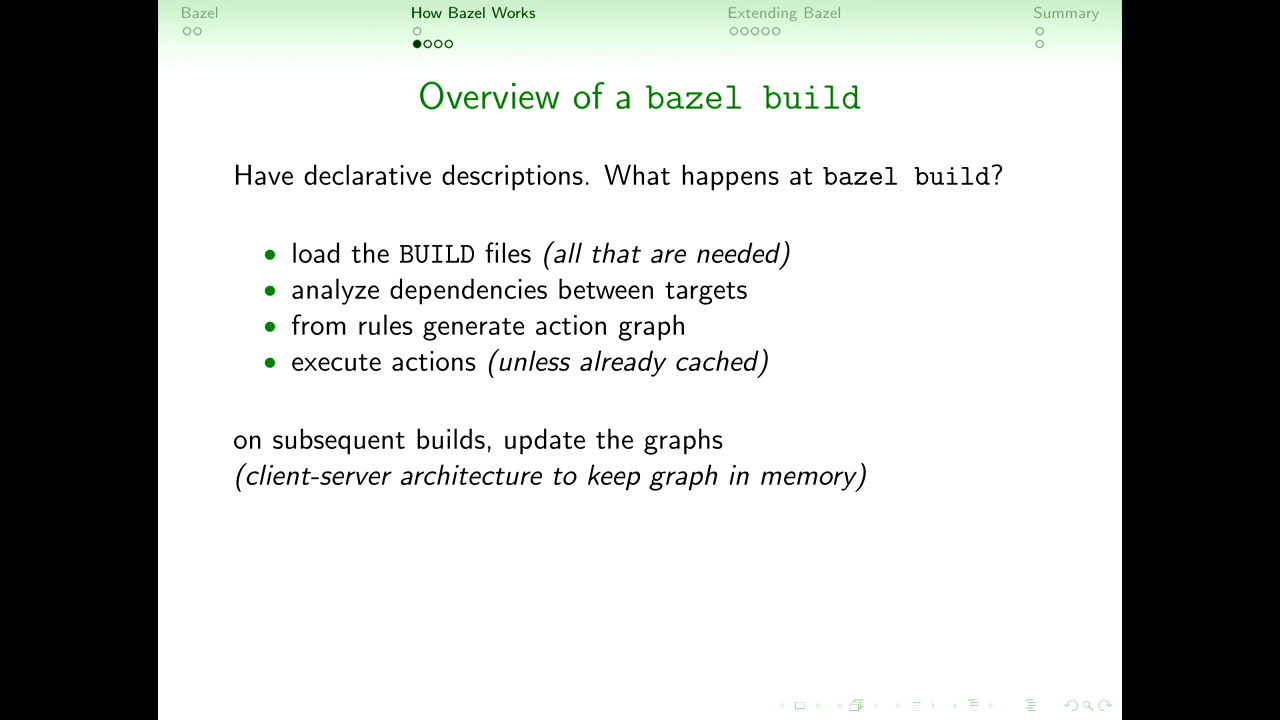 Bazel
How Bazel Works
Extending Bazel
Summary
Overview of a bazel build
Have declarative descriptions. What happens at bazel build?
• load the BUILD files (all that are needed)
• analyze dependencies between targets
• from rules generate action graph
• execute actions (unless already cached)
on subsequent builds, update the graphs
(client-server architecture to keep graph in memory)